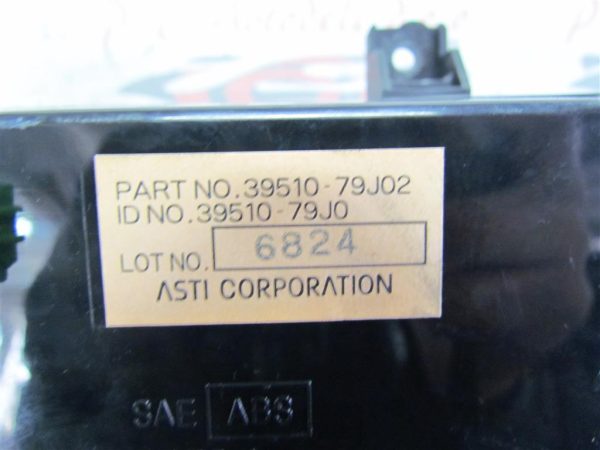 PART NO.39510-79J02
ID NO.39510-79J0
LOT NO. 6824
ASTI CORPORATION
SAE ABS